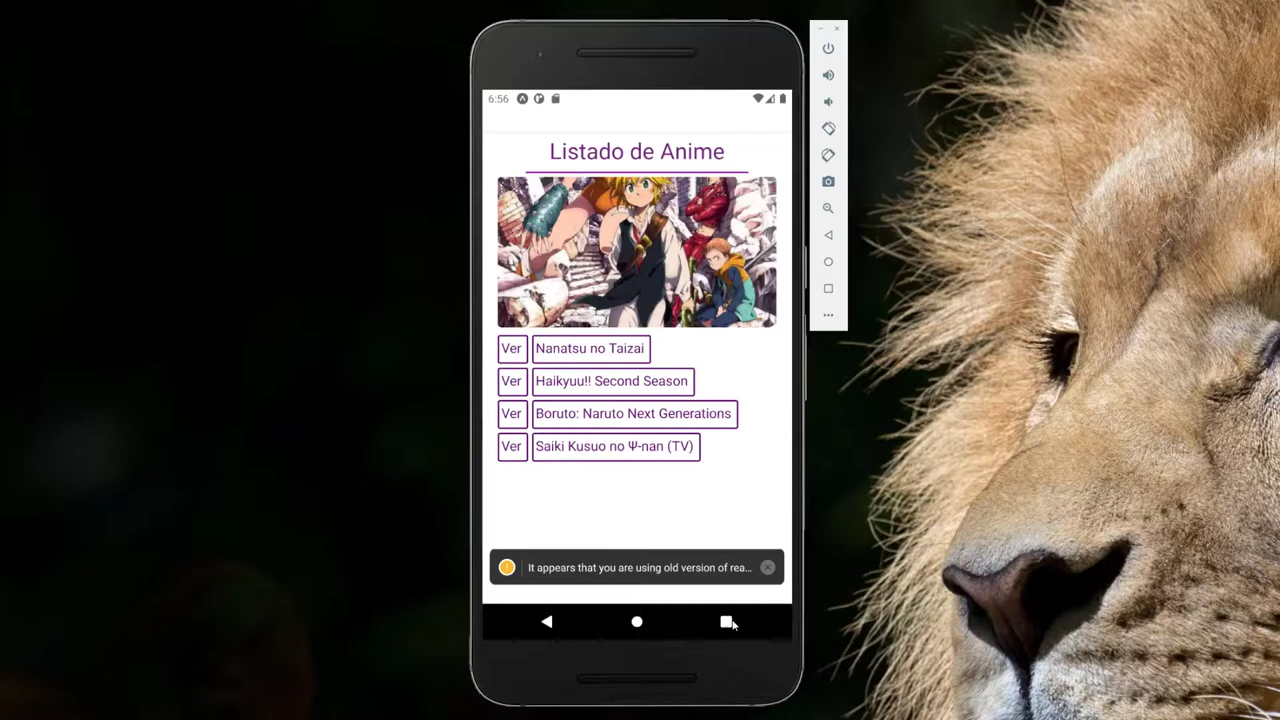 6:56
Listado de Anime
Ver Nanatsu no Taizai
Ver Haikyuu!! Second Season
Ver Boruto: Naruto Next Generations
Ver Saiki Kusuo no Ψ-nan (TV)
! It appears that you are using old version of rea...